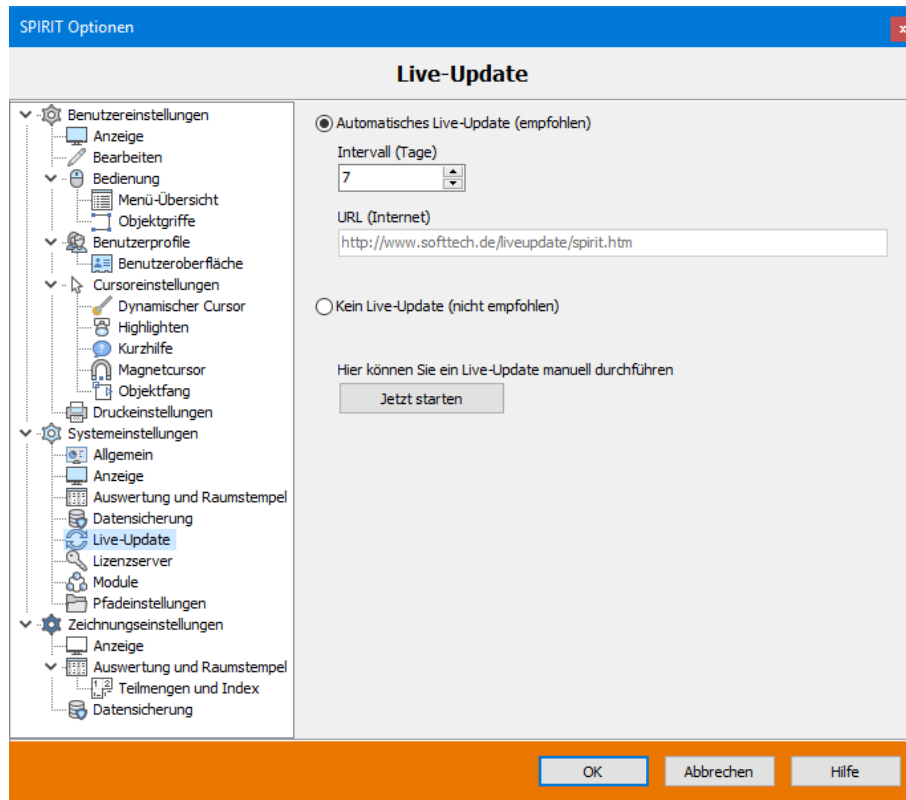 SPIRIT Optionen
x
Live-Update
Benutzereinstellungen
Anzeige
Bearbeiten
Bedienung
Menü-Übersicht
Objektgriffe
Benutzerprofile
Benutzeroberfläche
Cursoreinstellungen
Dynamischer Cursor
Highlighten
Kurzhilfe
Magnetcursor
Objektfang
Druckeinstellungen
Systemeinstellungen
Allgemein
Anzeige
Auswertung und Raumstempel
Datensicherung
Live-Update
Lizenzserver
Module
Pfadeinstellungen
Zeichnungseinstellungen
Anzeige
Auswertung und Raumstempel
Teilmengen und Index
Datensicherung
Automatisches Live-Update (empfohlen)
Intervall (Tage)
7
URL (Internet)
http://www.softtech.de/liveupdate/spirit.htm
Kein Live-Update (nicht empfohlen)
Hier können Sie ein Live-Update manuell durchführen
Jetzt starten
OK Abbrechen Hilfe